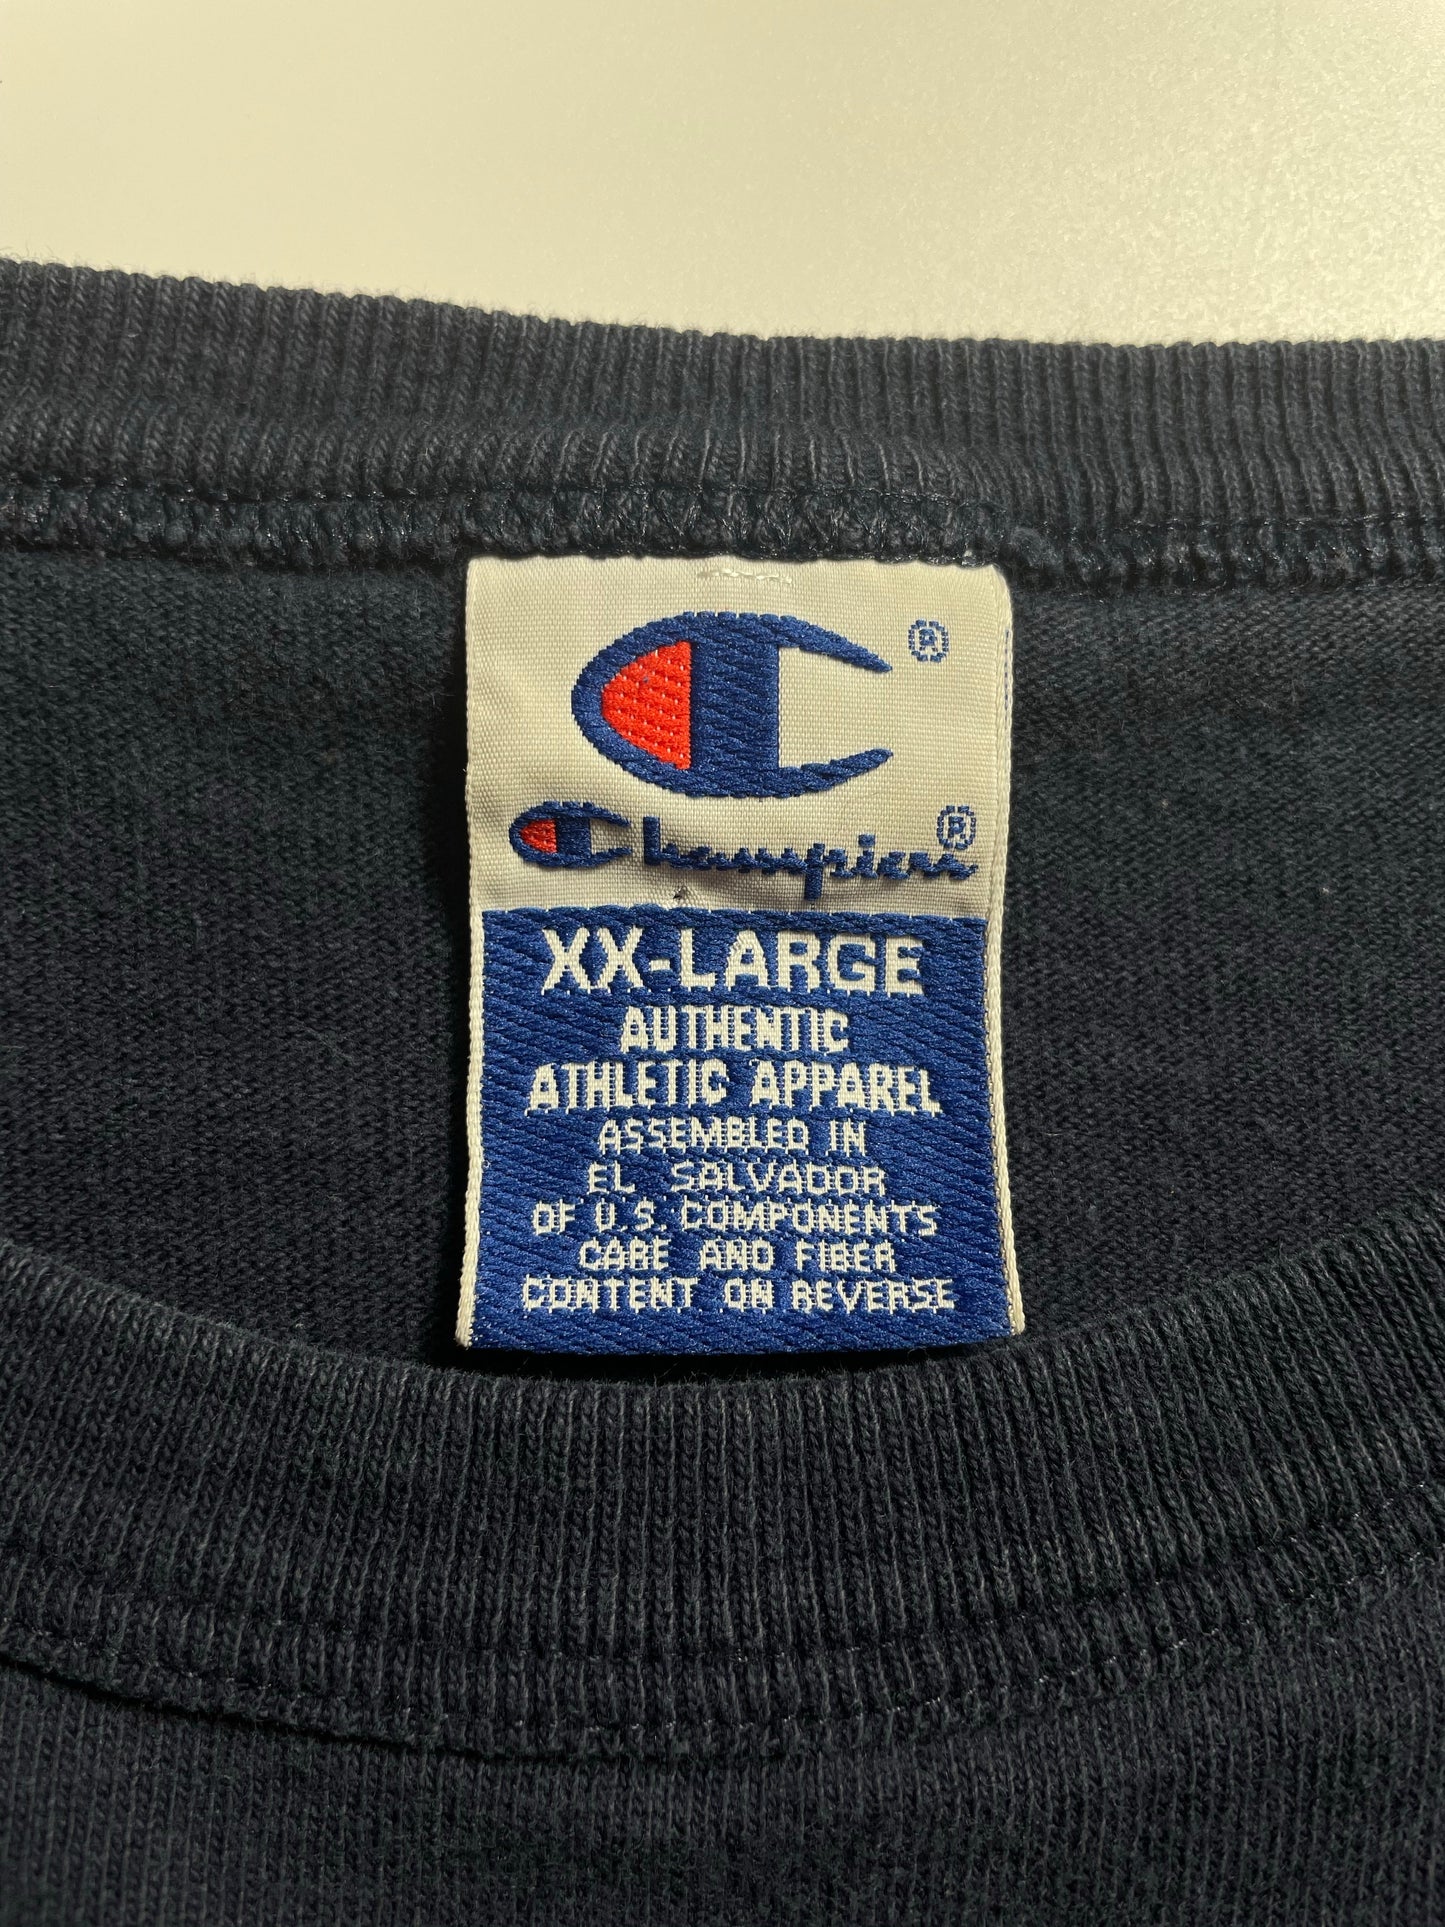 C®
Champion®
XX-LARGE
AUTHENTIC
ATHLETIC APPAREL
ASSEMBLED IN
EL SALVADOR
OF U.S. COMPONENTS
CARE AND FIBER
CONTENT ON REVERSE